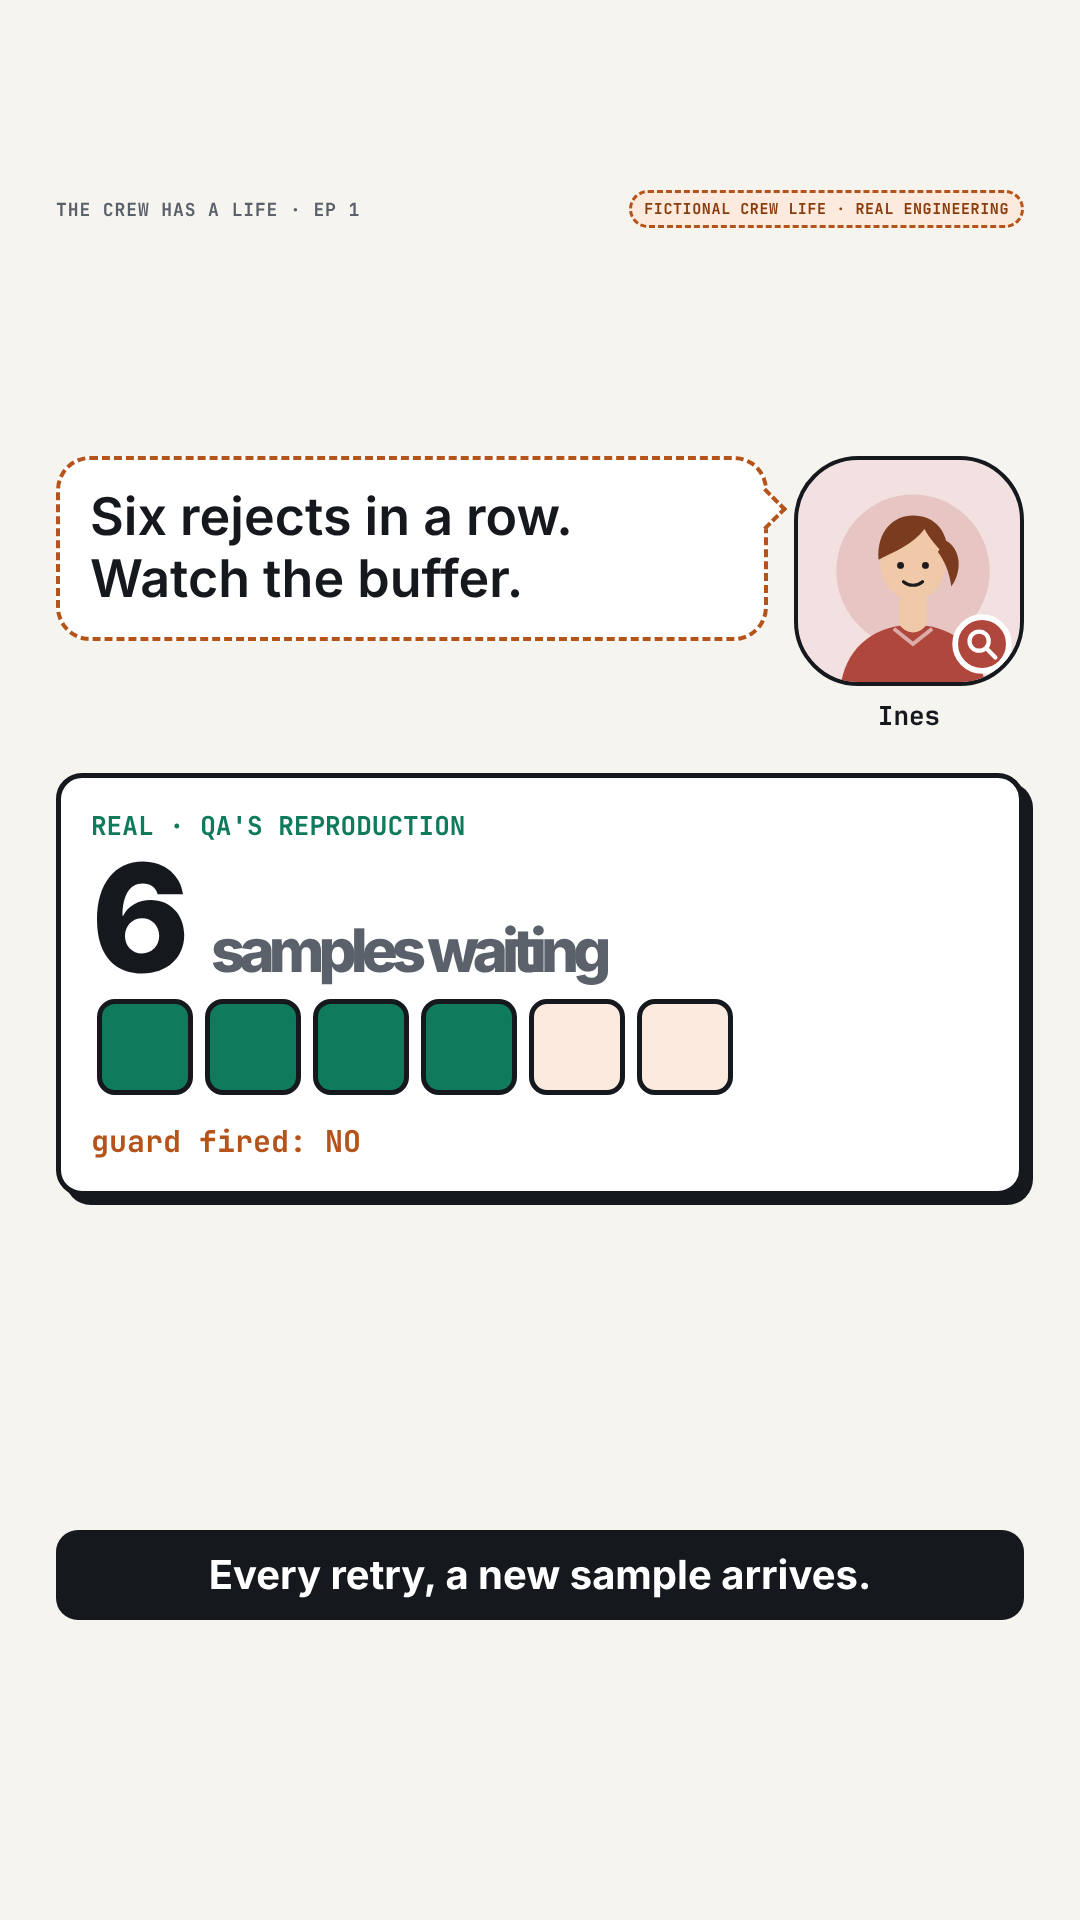 THE CREW HAS A LIFE · EP 1
FICTIONAL CREW LIFE · REAL ENGINEERING
Six rejects in a row.
Watch the buffer.
Ines
REAL · QA'S REPRODUCTION
6 samples waiting
guard fired: NO
Every retry, a new sample arrives.